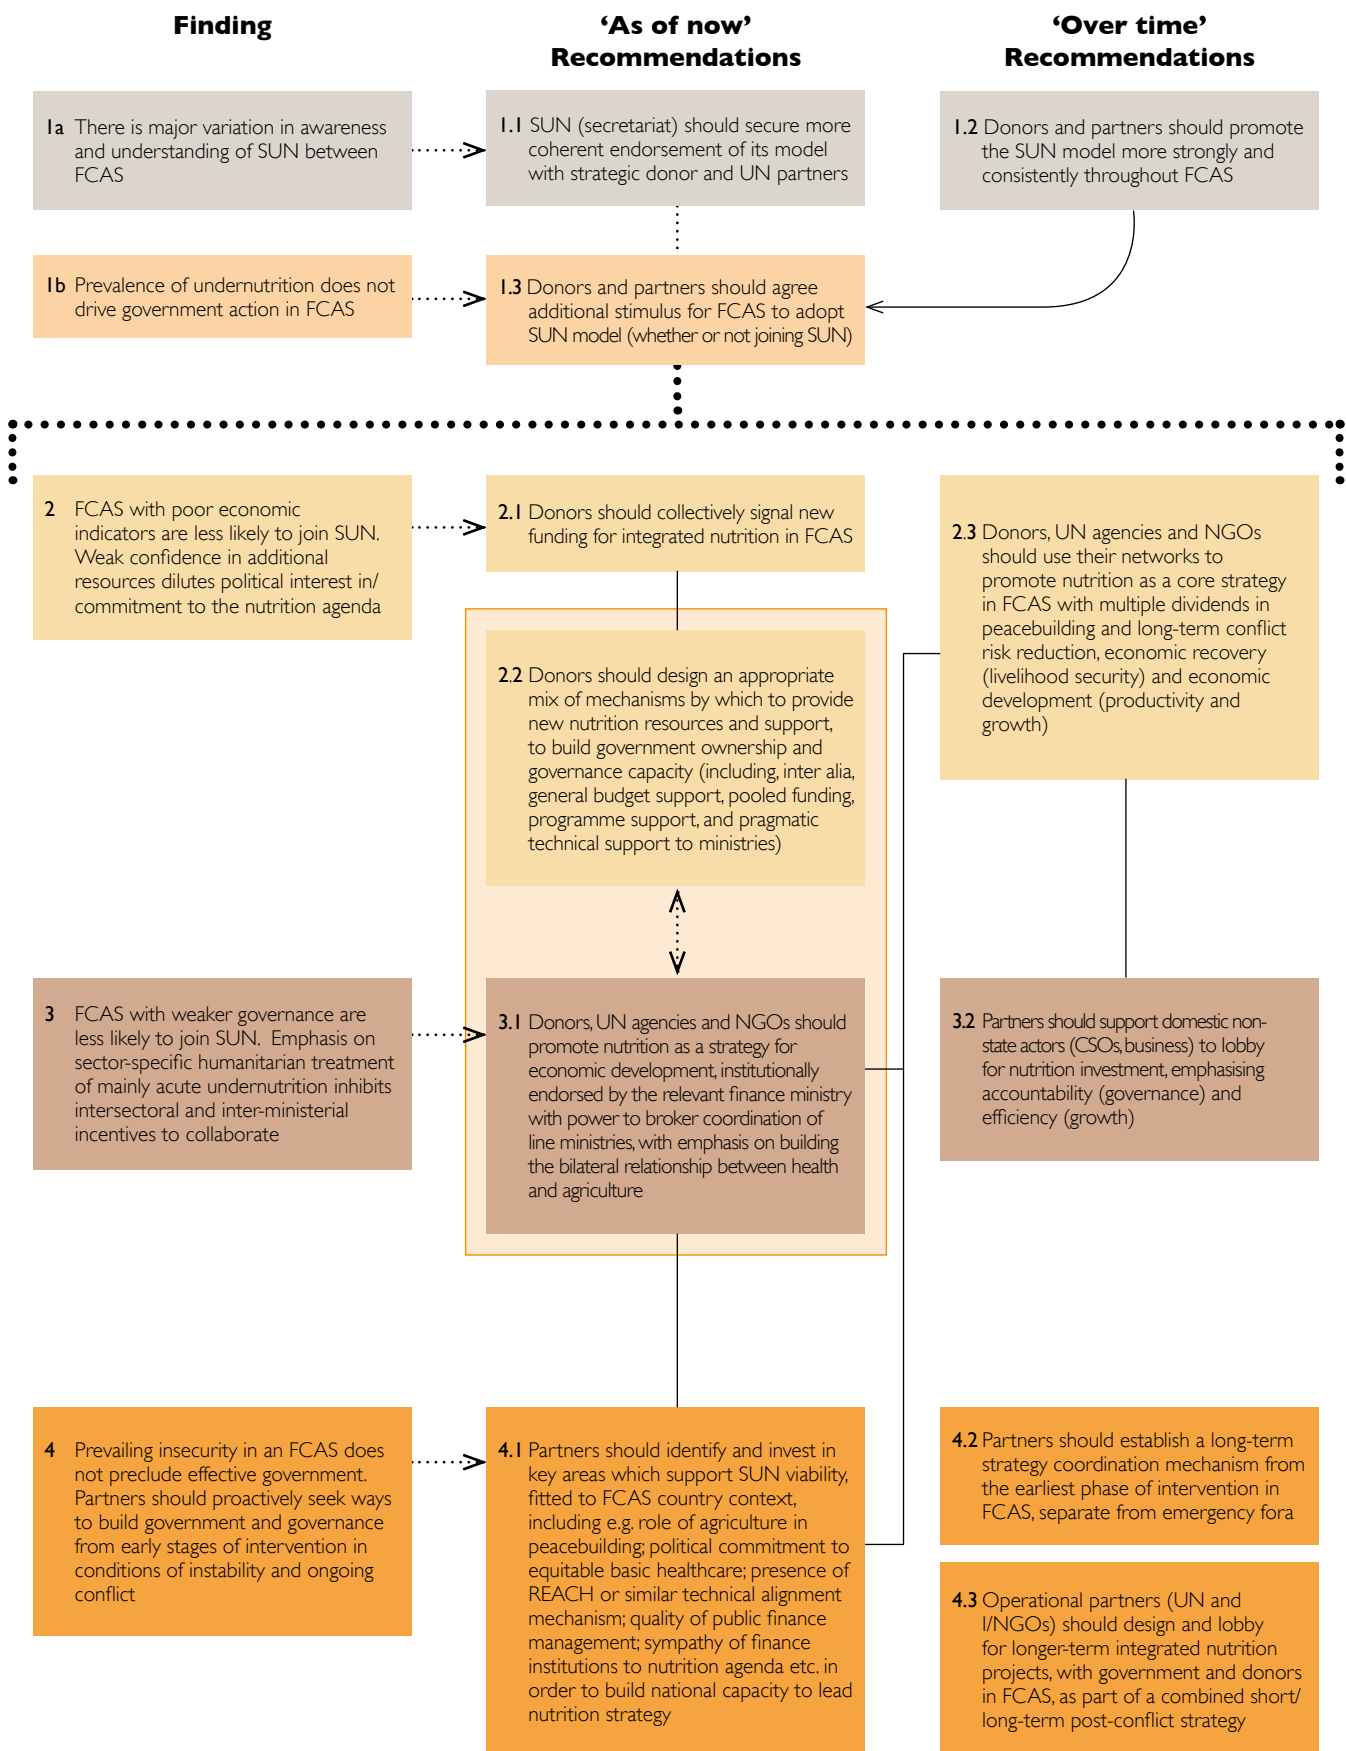 Finding
‘As of now’
Recommendations
‘Over time’
Recommendations
1a There is major variation in awareness
and understanding of SUN between
FCAS
1.1 SUN (secretariat) should secure more
coherent endorsement of its model
with strategic donor and UN partners
1.2 Donors and partners should promote
the SUN model more strongly and
consistently throughout FCAS
1b Prevalence of undernutrition does not
drive government action in FCAS
1.3 Donors and partners should agree
additional stimulus for FCAS to adopt
SUN model (whether or not joining SUN)
2 FCAS with poor economic
indicators are less likely to join SUN.
Weak confidence in additional
resources dilutes political interest in/
commitment to the nutrition agenda
2.1 Donors should collectively signal new
funding for integrated nutrition in FCAS
2.2 Donors should design an appropriate
mix of mechanisms by which to provide
new nutrition resources and support,
to build government ownership and
governance capacity (including, inter alia,
general budget support, pooled funding,
programme support, and pragmatic
technical support to ministries)
2.3 Donors, UN agencies and NGOs
should use their networks to
promote nutrition as a core strategy
in FCAS with multiple dividends in
peacebuilding and long-term conflict
risk reduction, economic recovery
(livelihood security) and economic
development (productivity and
growth)
3 FCAS with weaker governance are
less likely to join SUN. Emphasis on
sector-specific humanitarian treatment
of mainly acute undernutrition inhibits
intersectoral and inter-ministerial
incentives to collaborate
3.1 Donors, UN agencies and NGOs should
promote nutrition as a strategy for
economic development, institutionally
endorsed by the relevant finance ministry
with power to broker coordination of
line ministries, with emphasis on building
the bilateral relationship between health
and agriculture
3.2 Partners should support domestic non-
state actors (CSOs, business) to lobby
for nutrition investment, emphasising
accountability (governance) and
efficiency (growth)
4 Prevailing insecurity in an FCAS does
not preclude effective government.
Partners should proactively seek ways
to build government and governance
from early stages of intervention in
conditions of instability and ongoing
conflict
4.1 Partners should identify and invest in
key areas which support SUN viability,
fitted to FCAS country context,
including e.g. role of agriculture in
peacebuilding; political commitment to
equitable basic healthcare; presence of
REACH or similar technical alignment
mechanism; quality of public finance
management; sympathy of finance
institutions to nutrition agenda etc. in
order to build national capacity to lead
nutrition strategy
4.2 Partners should establish a long-term
strategy coordination mechanism from
the earliest phase of intervention in
FCAS, separate from emergency fora
4.3 Operational partners (UN and
I/NGOs) should design and lobby
for longer-term integrated nutrition
projects, with government and donors
in FCAS, as part of a combined short/
long-term post-conflict strategy